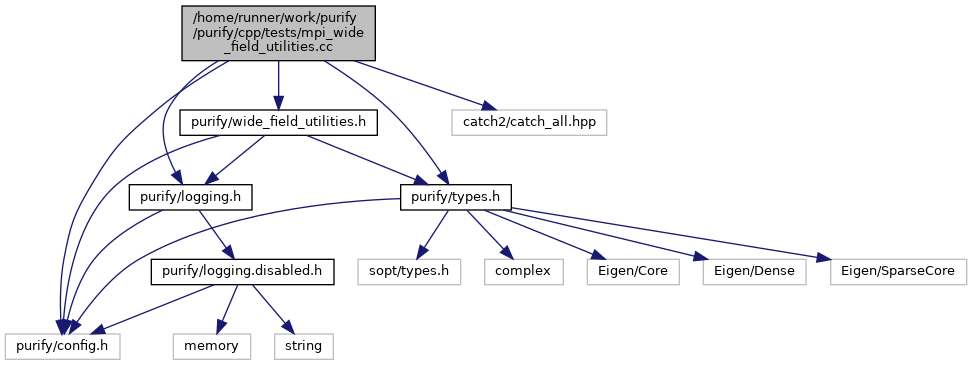 /home/runner/work/purify
/purify/cpp/tests/mpi_wide
_field_utilities.cc
purify/wide_field_utilities.h
catch2/catch_all.hpp
purify/logging.h
purify/types.h
purify/logging.disabled.h
sopt/types.h
complex
Eigen/Core
Eigen/Dense
Eigen/SparseCore
purify/config.h
memory
string